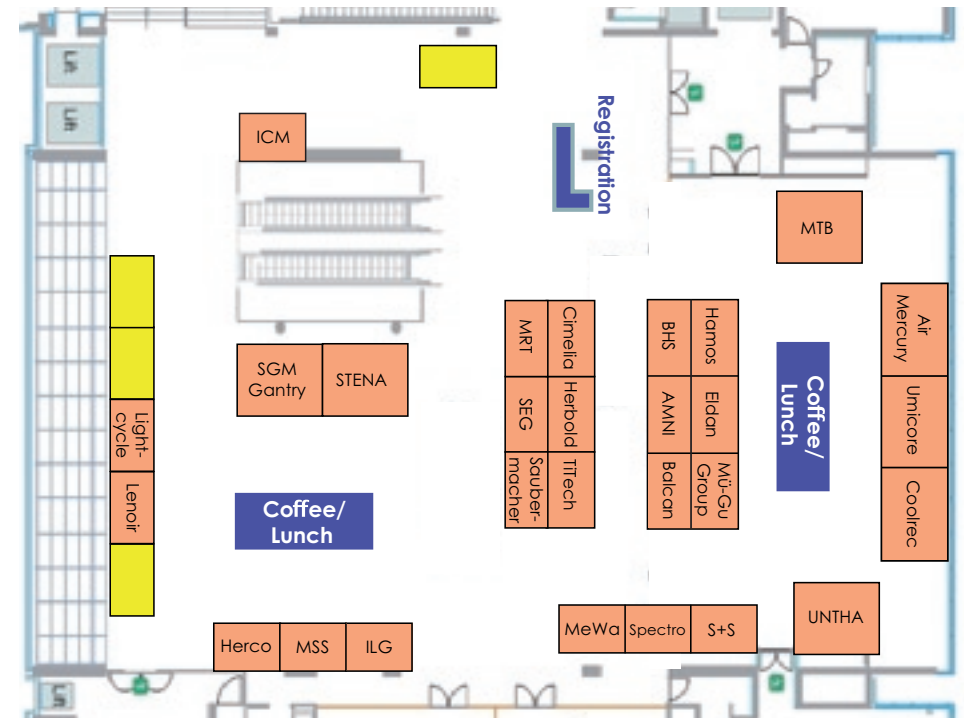 Lift
Lift
Registration
ICM
MTB
Air
Mercury
Umicore
Coolrec
MRT
Cimelia
SEG
Herbold
Sauber-
macher
TiTech
BHS
Hamos
AMNI
Eldan
Balcan
Mü-Gu
Group
Coffee/
Lunch
SGM
Gantry
STENA
Light-
cycle
Lenoir
Coffee/
Lunch
Herco
MSS
ILG
MeWa
Spectro
S+S
UNTHA